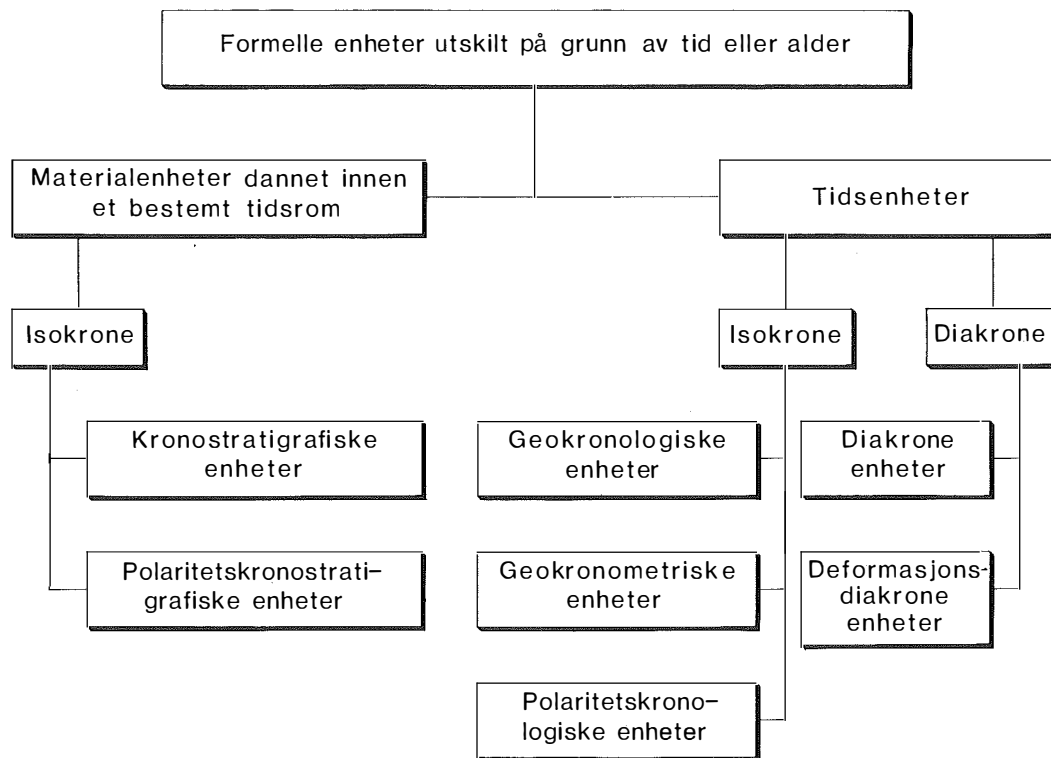 Formelle enheter utskilt på grunn av tid eller alder
Materialenheter dannet innen
et bestemt tidsrom
Tidsenheter
Isokrone
Isokrone
Diakrone
Kronostratigrafiske
enheter
Geokronologiske
enheter
Diakrone
enheter
Polaritetskronostrati-
grafiske enheter
Geokronometriske
enheter
Deformasjons-
diakrone
enheter
Polaritetskrono-
logiske enheter